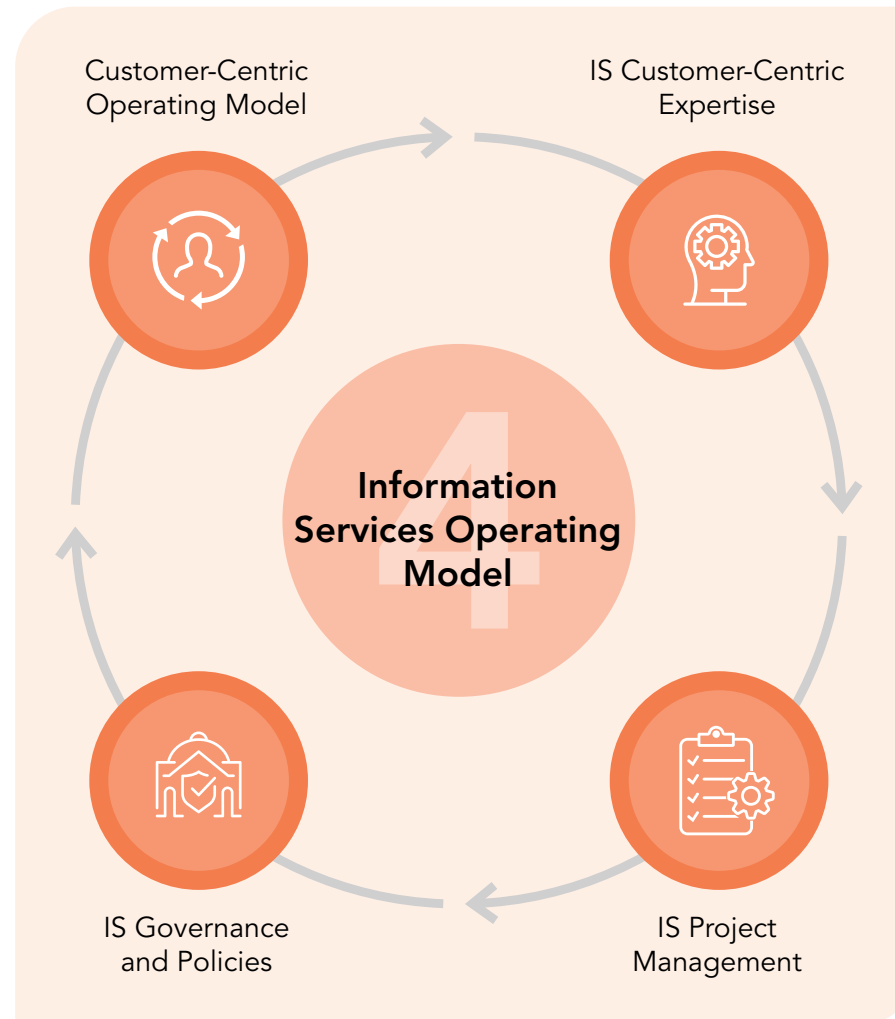 Customer-Centric
Operating Model
IS Customer-Centric
Expertise
4
Information
Services Operating
Model
IS Governance
and Policies
IS Project
Management